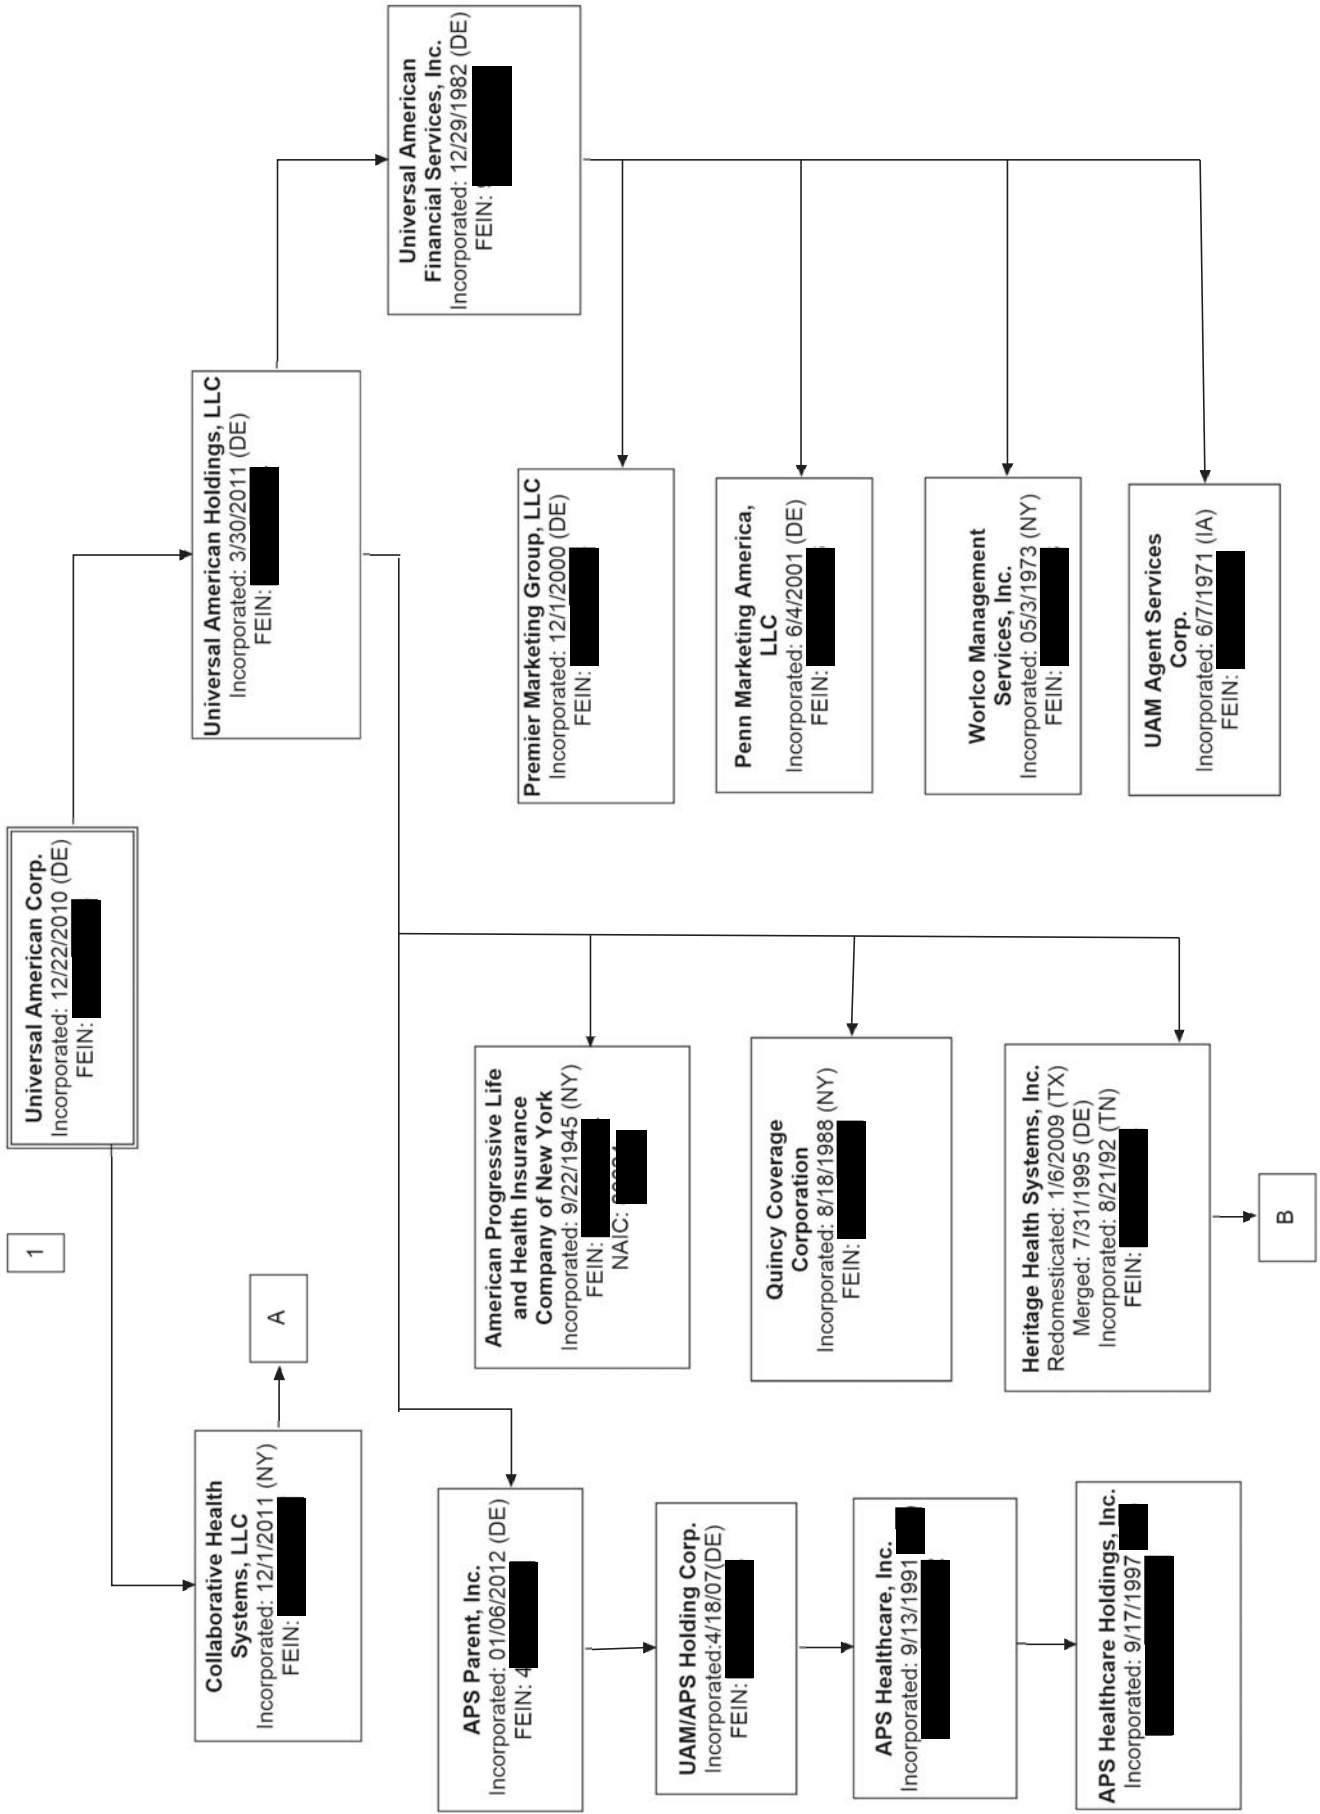 1
Universal American Corp.
Incorporated: 12/22/2010 (DE)
FEIN:
Collaborative Health
Systems, LLC
Incorporated: 12/1/2011 (NY)
FEIN:
A
Universal American Holdings, LLC
Incorporated: 3/30/2011 (DE)
FEIN:
Universal American
Financial Services, Inc.
Incorporated: 12/29/1982 (DE)
FEIN:
APS Parent, Inc.
Incorporated: 01/06/2012 (DE)
FEIN: 4
UAM/APS Holding Corp.
Incorporated:4/18/07(DE)
FEIN:
APS Healthcare, Inc.
Incorporated: 9/13/1991
APS Healthcare Holdings, Inc.
Incorporated: 9/17/1997
American Progressive Life
and Health Insurance
Company of New York
Incorporated: 9/22/1945 (NY)
FEIN:
NAIC:
Quincy Coverage
Corporation
Incorporated: 8/18/1988 (NY)
FEIN:
Heritage Health Systems, Inc.
Redomesticated: 1/6/2009 (TX)
Merged: 7/31/1995 (DE)
Incorporated: 8/21/92 (TN)
FEIN:
B
Premier Marketing Group, LLC
Incorporated: 12/1/2000 (DE)
FEIN:
Penn Marketing America,
LLC
Incorporated: 6/4/2001 (DE)
FEIN:
Worlco Management
Services, Inc.
Incorporated: 05/3/1973 (NY)
FEIN:
UAM Agent Services
Corp.
Incorporated: 6/7/1971 (IA)
FEIN: